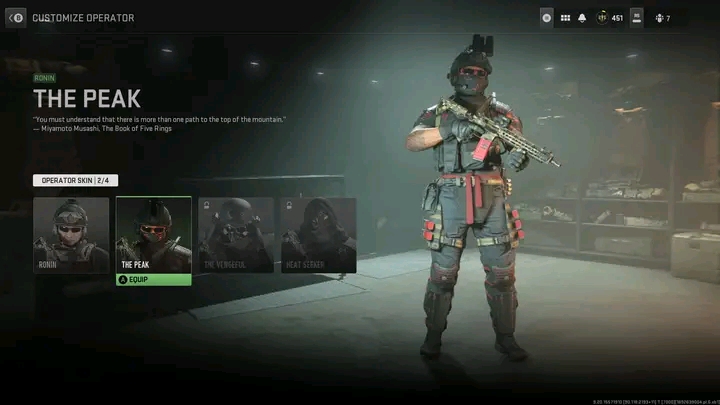 B CUSTOMIZE OPERATOR
451
7
RONIN
THE PEAK
"You must understand that there is more than one path to the top of the mountain."
— Miyamoto Musashi, The Book of Five Rings
OPERATOR SKIN | 2/4
RONIN
THE PEAK
THE VENGEFUL
HEAT SEEKER
A EQUIP